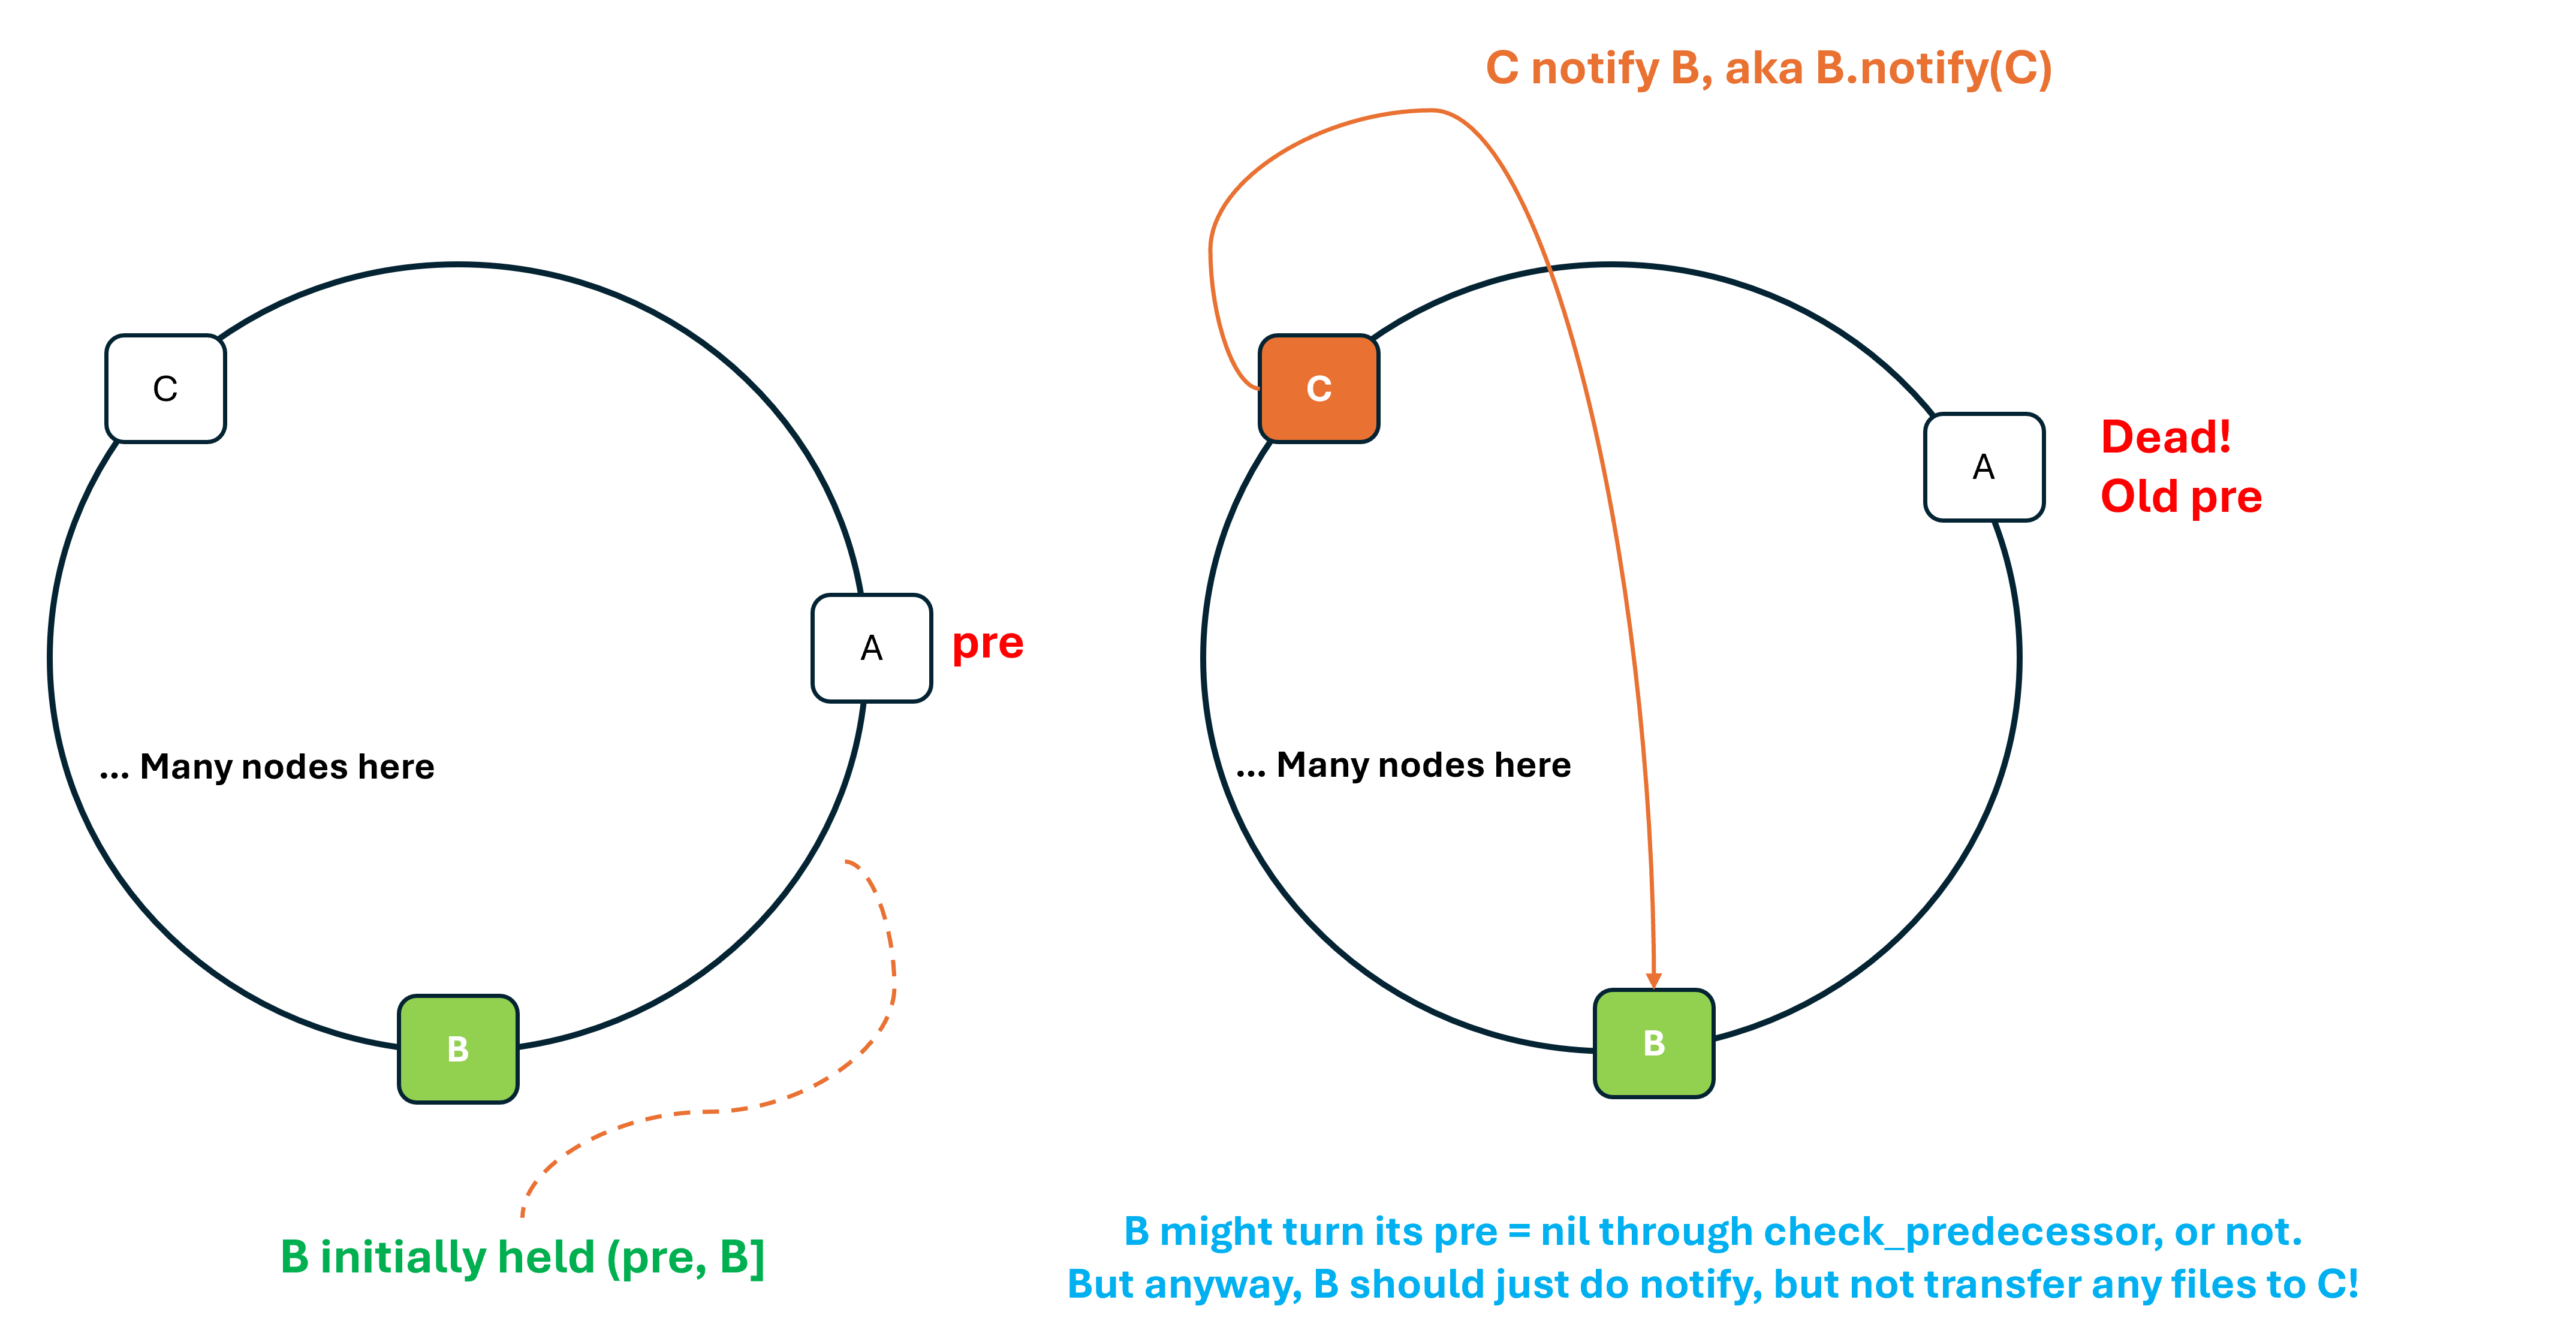 C
A
pre
... Many nodes here
B
B initially held (pre, B]
C notify B, aka B.notify(C)
C
A
Dead!
Old pre
... Many nodes here
B
B might turn its pre = nil through check_predecessor, or not.
But anyway, B should just do notify, but not transfer any files to C!